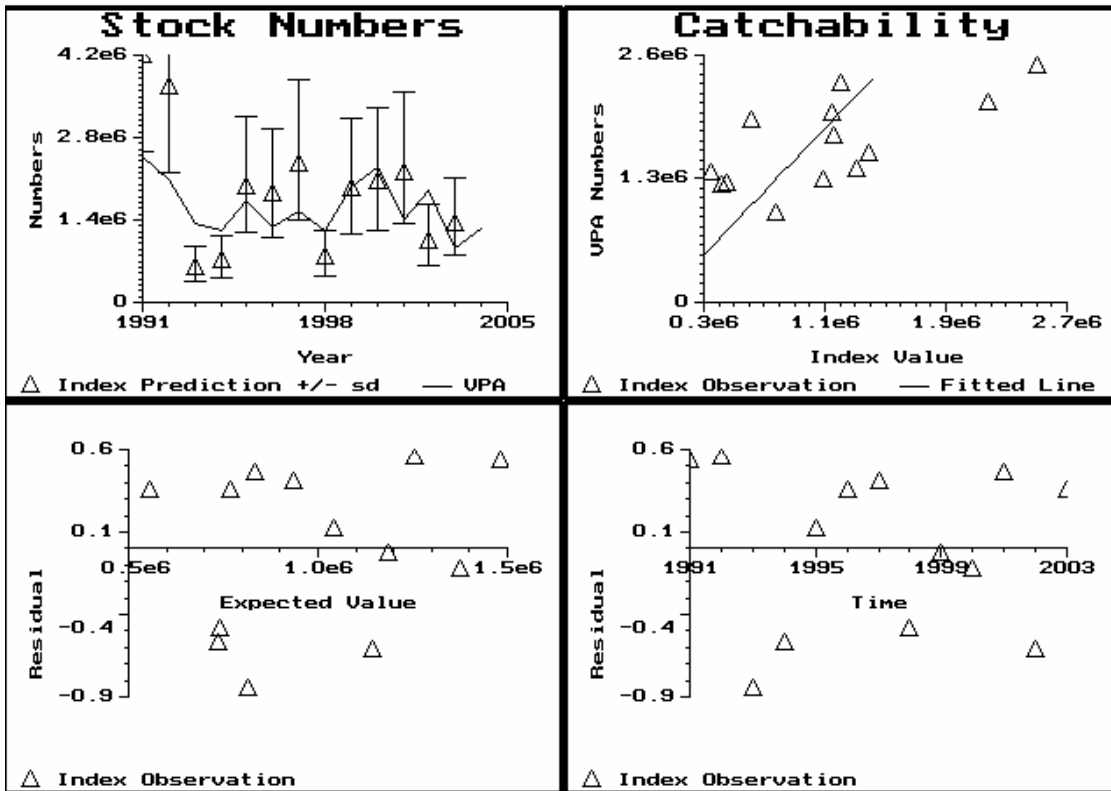 Stock Numbers
4.2e6
2.8e6
1.4e6
0
Numbers
1991 1998 2005
Year
△ Index Prediction +/- sd — VPA
Catchability
2.6e6
1.3e6
0
VPA Numbers
0.3e6 1.1e6 1.9e6 2.7e6
Index Value
△ Index Observation — Fitted Line
0.6
0.1
-0.4
-0.9
Residual
0.5e6 1.0e6 1.5e6
Expected Value
△ Index Observation
0.6
0.1
-0.4
-0.9
Residual
1991 1995 1999 2003
Time
△ Index Observation